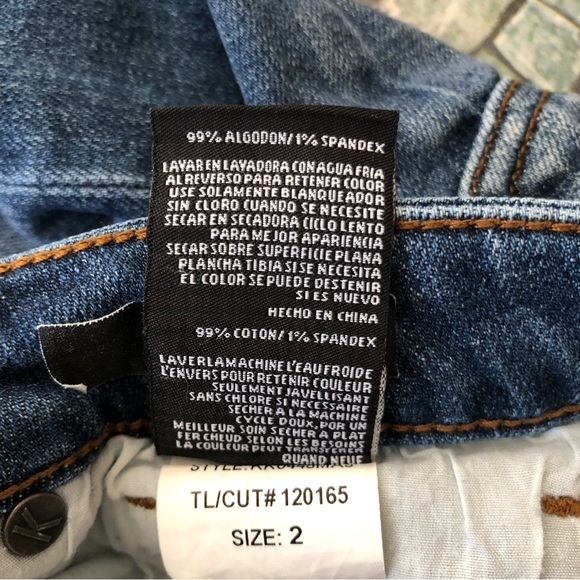 99% ALGODON/1% SPANDEX
LAVAR EN LAVADORA CON AGUA FRIA
AL REVERSO PARA RETENER COLOR
USE SOLAMENTE BLANQUEADOR
SIN CLORO CUANDO SE NECESITE
SECAR EN SECADORA CICLO LENTO
PARA MEJOR APARIENCIA
SECAR SOBRE SUPERFICIE PLANA
PLANCHA TIBIA SI SE NECESITA
EL COLOR SE PUEDE DESTENIR
SI ES NUEVO
HECHO EN CHINA
99% COTON/1% SPANDEX
LAVER LA MACHINE L'EAU FROIDE
L'ENVERS POUR RETENIR COULEUR
SEULEMENT JAVELLISANT
SANS CHLORE SI NECESSAIRE
SECHER A LA MACHINE
CYCLE DOUX, POR UN
MEILLEUR SOIN SECHER A PLAT
FER CHEUD SELON LES BESOINS
LA COULEUR PEUT TRANSFERER
QUAND NEUF
STYLE:
TL/CUT# 120165
SIZE: 2
K